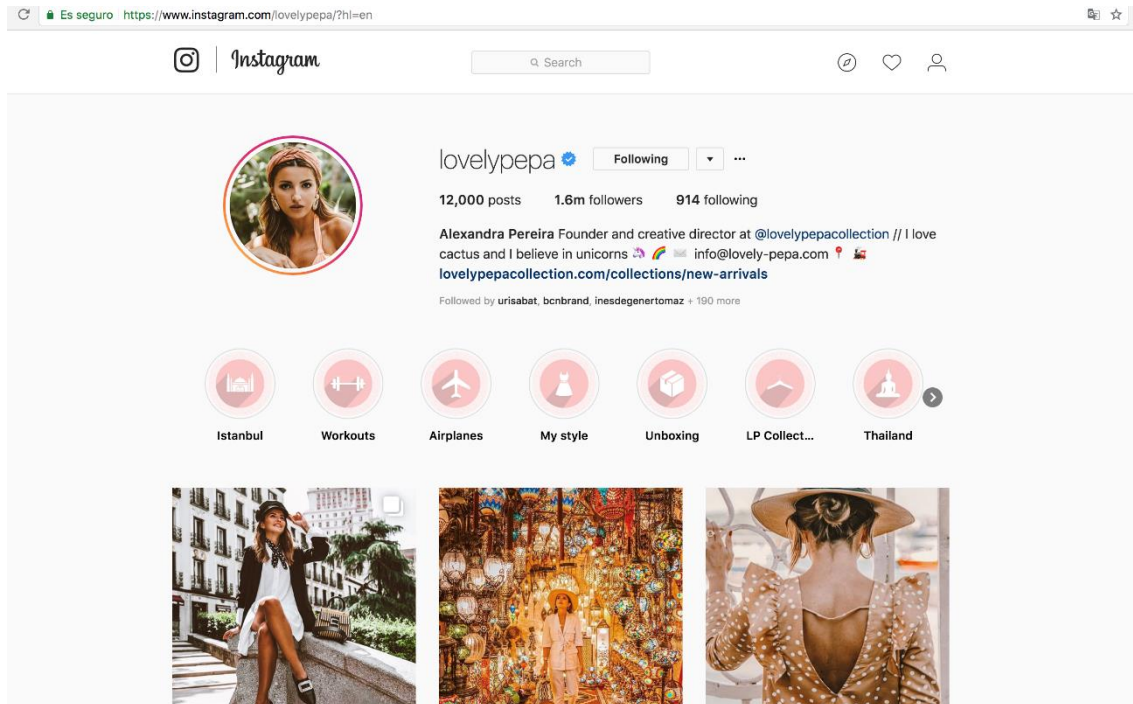 Es seguro https://www.instagram.com/lovelypepa/?hl=en
Instagram Search
lovelypepa Following
12,000 posts 1.6m followers 914 following
Alexandra Pereira Founder and creative director at @lovelypepacollection // I love
cactus and I believe in unicorns 🦄 🌈 ✉️ info@lovely-pepa.com 📍 🚂
lovelypepacollection.com/collections/new-arrivals
Followed by urisabat, bcnbrand, inesdegenertomaz + 190 more
Istanbul Workouts Airplanes My style Unboxing LP Collect... Thailand